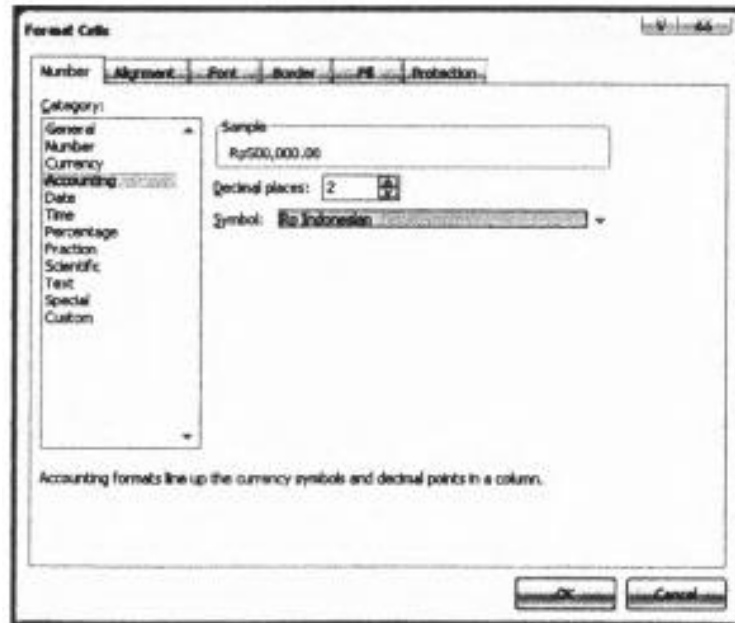 Format Cells
Number Alignment Font Border Fill Protection
Category:
General
Number
Currency
Accounting
Date
Time
Percentage
Fraction
Scientific
Text
Special
Custom
Sample
Rp500,000.00
Decimal places: 2
Symbol: Rp Indonesian
Accounting formats line up the currency symbols and decimal points in a column.
OK Cancel